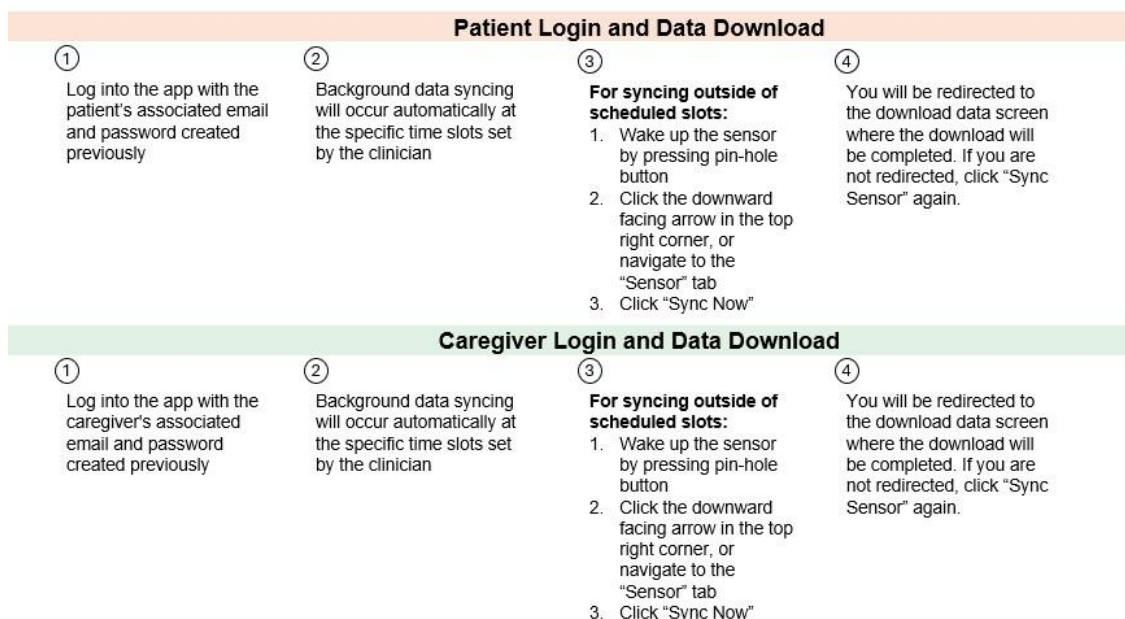 Patient Login and Data Download
1
Log into the app with the
patient's associated email
and password created
previously
2
Background data syncing
will occur automatically at
the specific time slots set
by the clinician
3
For syncing outside of
scheduled slots:
1. Wake up the sensor
by pressing pin-hole
button
2. Click the downward
facing arrow in the top
right corner, or
navigate to the
“Sensor” tab
3. Click “Sync Now”
4
You will be redirected to
the download data screen
where the download will
be completed. If you are
not redirected, click “Sync
Sensor” again.
Caregiver Login and Data Download
1
Log into the app with the
caregiver's associated
email and password
created previously
2
Background data syncing
will occur automatically at
the specific time slots set
by the clinician
3
For syncing outside of
scheduled slots:
1. Wake up the sensor
by pressing pin-hole
button
2. Click the downward
facing arrow in the top
right corner, or
navigate to the
“Sensor” tab
3. Click “Sync Now”
4
You will be redirected to
the download data screen
where the download will
be completed. If you are
not redirected, click “Sync
Sensor” again.